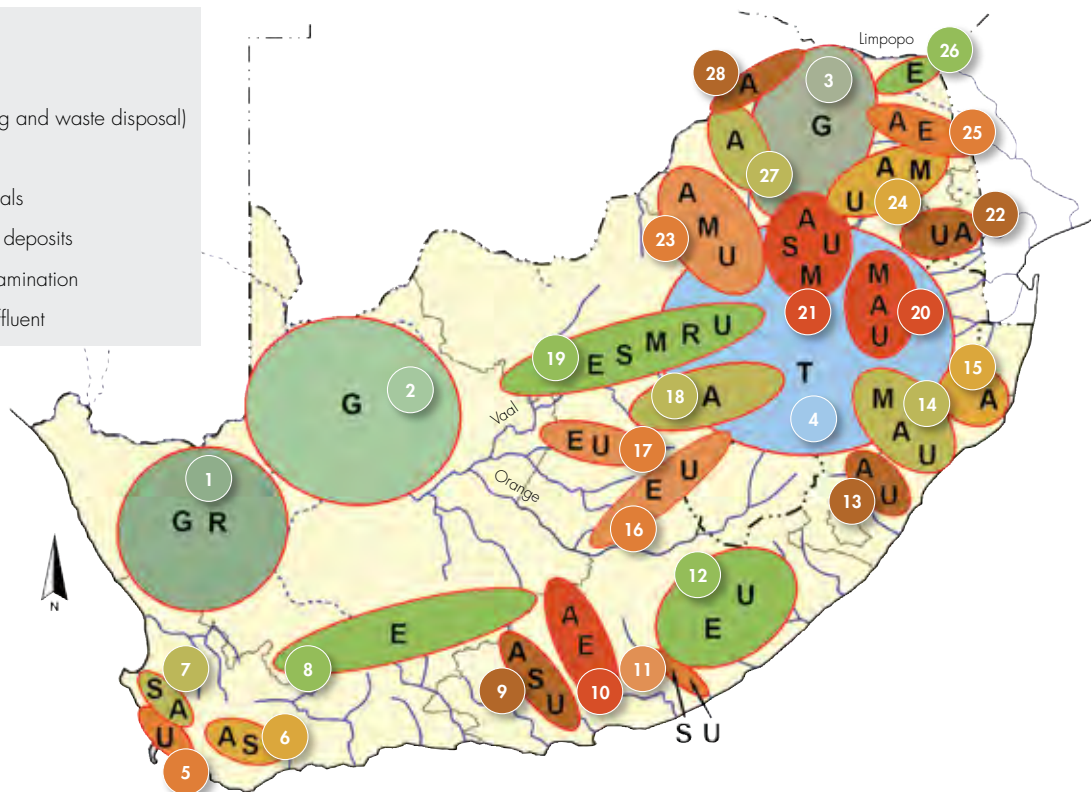 g and waste disposal)
als
deposits
amination
ffluent
Limpopo
26
28
A
3
E
G
A E
25
A
A M
27
U
24
22
A
U A
23
M
U
A
S U
M
21
M
A
U
20
19
E S M R U
T
4
15
A
18
A
M
14
A
U
G
2
Vaal
E U
17
Orange
U
E
16
A
U
13
1
G R
N
12
U
E
E
8
A
E
10
11
S U
A
S
U
9
7
S
A
U
5
A S
6